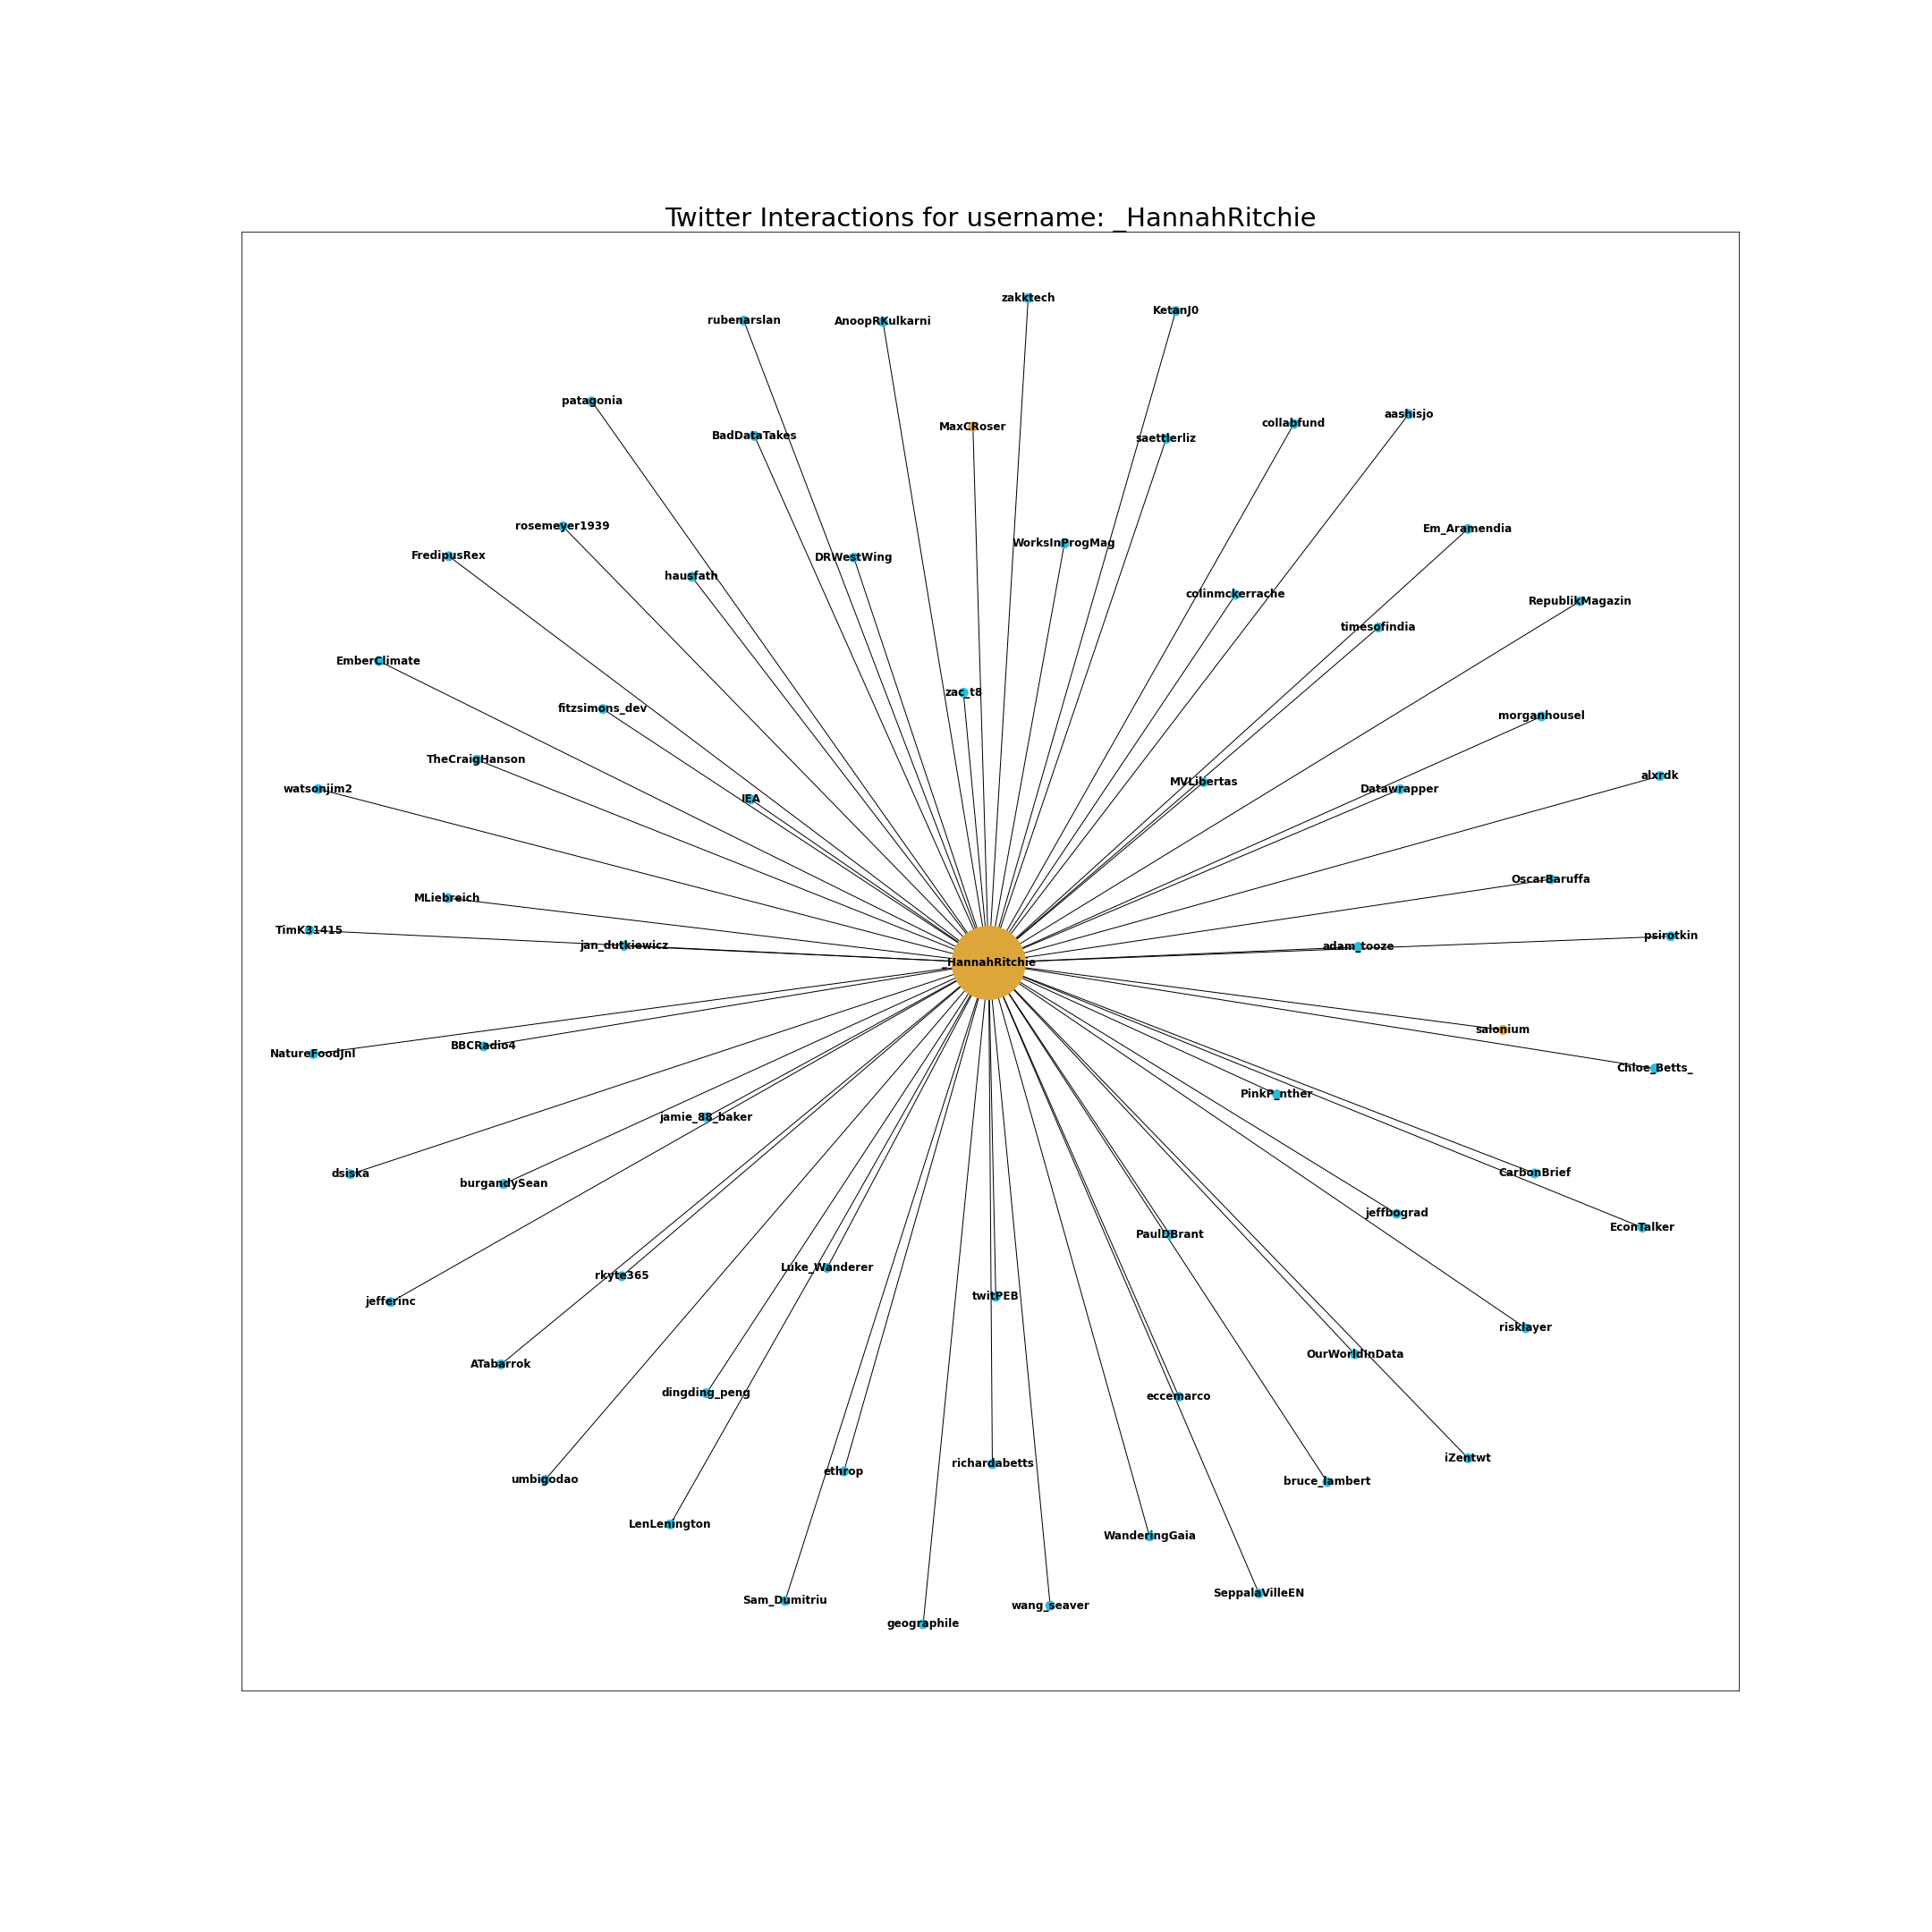 Twitter Interactions for username: _HannahRitchie
zakktech
KetanJ0
rubenarslan
AnoopRKulkarni
patagonia
aashisjo
collabfund
MaxCRoser
BadDataTakes
saettlerliz
rosemeyer1939
Em_Aramendia
WorksInProgMag
FredipusRex
DRWestWing
hausfath
colinmckerrache
RepublikMagazin
timesofindia
EmberClimate
zac_t8
fitzsimons_dev
morganhousel
TheCraigHanson
alxrdk
MVLibertas
watsonjim2
Datawrapper
IEA
OscarBaruffa
MLiebreich
TimK31415
psirotkin
jan_dutkiewicz
adam_tooze
_HannahRitchie
salonium
BBCRadio4
NatureFoodJnl
Chloe_Betts_
PinkP_nther
jamie_88_baker
dsiska
CarbonBrief
burgandySean
jeffbograd
EconTalker
PaulDBrant
Luke_Wanderer
rkyte365
twitPEB
jefferinc
risklayer
OurWorldInData
ATabarrok
dingding_peng
eccemarco
iZentwt
richardabetts
ethrop
umbigodao
bruce_lambert
LenLenington
WanderingGaia
SeppalaVilleEN
Sam_Dumitriu
wang_seaver
geographile